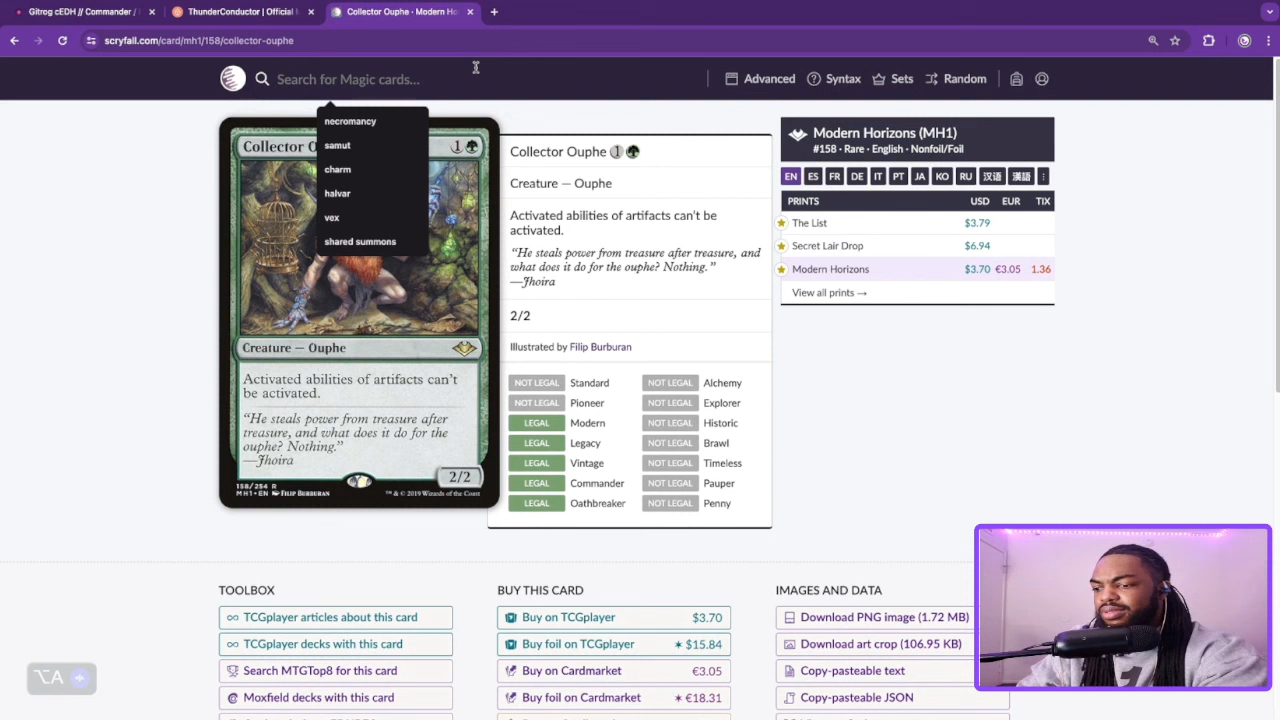 Gitrog cEDH // Commander /
ThunderConductor | Official
Collector Ouphe · Modern Ho
scryfall.com/card/mh1/158/collector-ouphe
Search for Magic cards...
Advanced
Syntax
Sets
Random
necromancy
samut
charm
halvar
vex
shared summons
Collector O
1
Creature — Ouphe
Activated abilities of artifacts can't
be activated.
"He steals power from treasure after
treasure, and what does it do for the
ouphe? Nothing."
—Jhoira
2/2
158/254 R
MH1 • EN Filip Burburan
™ & © 2019 Wizards of the Coast
Collector Ouphe 1
Creature — Ouphe
Activated abilities of artifacts can't be
activated.
"He steals power from treasure after treasure, and
what does it do for the ouphe? Nothing."
—Jhoira
2/2
Illustrated by Filip Burburan
NOT LEGAL Standard NOT LEGAL Alchemy
NOT LEGAL Pioneer NOT LEGAL Explorer
LEGAL Modern NOT LEGAL Historic
LEGAL Legacy NOT LEGAL Brawl
LEGAL Vintage NOT LEGAL Timeless
LEGAL Commander NOT LEGAL Pauper
LEGAL Oathbreaker NOT LEGAL Penny
Modern Horizons (MH1)
#158 · Rare · English · Nonfoil/Foil
EN ES FR DE IT PT JA KO RU 汉语 漢語
PRINTS USD EUR TIX
The List $3.79
Secret Lair Drop $6.94
Modern Horizons $3.70 €3.05 1.36
View all prints →
TOOLBOX
TCGplayer articles about this card
TCGplayer decks with this card
Search MTGTop8 for this card
Moxfield decks with this card
BUY THIS CARD
Buy on TCGplayer $3.70
Buy foil on TCGplayer ✶ $15.84
Buy on Cardmarket €3.05
Buy foil on Cardmarket ✶ €18.31
IMAGES AND DATA
Download PNG image (1.72 MB)
Download art crop (106.95 KB)
Copy-pasteable text
Copy-pasteable JSON
⌥A